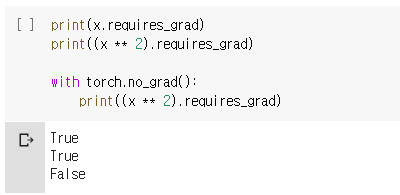 [ ] print(x.requires_grad)
print((x ** 2).requires_grad)
with torch.no_grad():
    print((x ** 2).requires_grad)
True
True
False